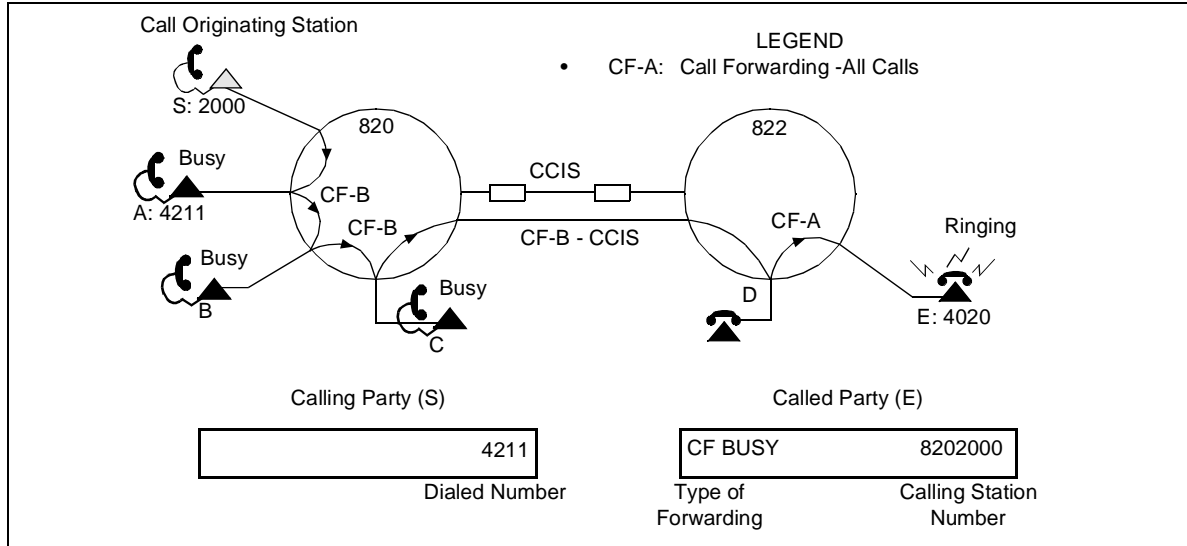 Call Originating Station
LEGEND
• CF-A: Call Forwarding -All Calls
S: 2000
820
822
Busy
CCIS
A: 4211
CF-B
CF-B
CF-B - CCIS
CF-A
Ringing
Busy
B
Busy
C
D
E: 4020
Calling Party (S)
Called Party (E)
4211
CF BUSY 8202000
Dialed Number
Type of
Forwarding
Calling Station
Number